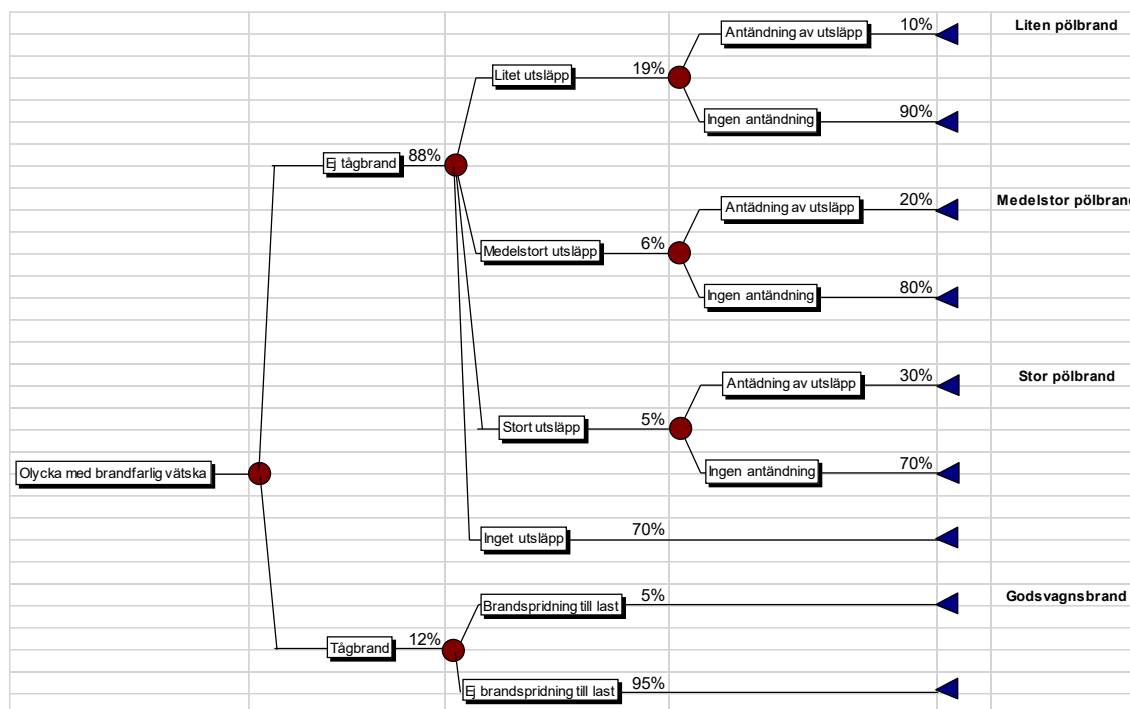 Antändning av utsläpp 10% Liten pölbrand
Litet utsläpp 19%
Ingen antändning 90%
Ej tågbrand 88%
Antädning av utsläpp 20% Medelstor pölbrand
Medelstort utsläpp 6%
Ingen antändning 80%
Antädning av utsläpp 30% Stor pölbrand
Stort utsläpp 5%
Olycka med brandfarlig vätska
Ingen antändning 70%
Inget utsläpp 70%
Brandspridning till last 5% Godsvagnsbrand
Tågbrand 12%
Ej brandspridning till last 95%